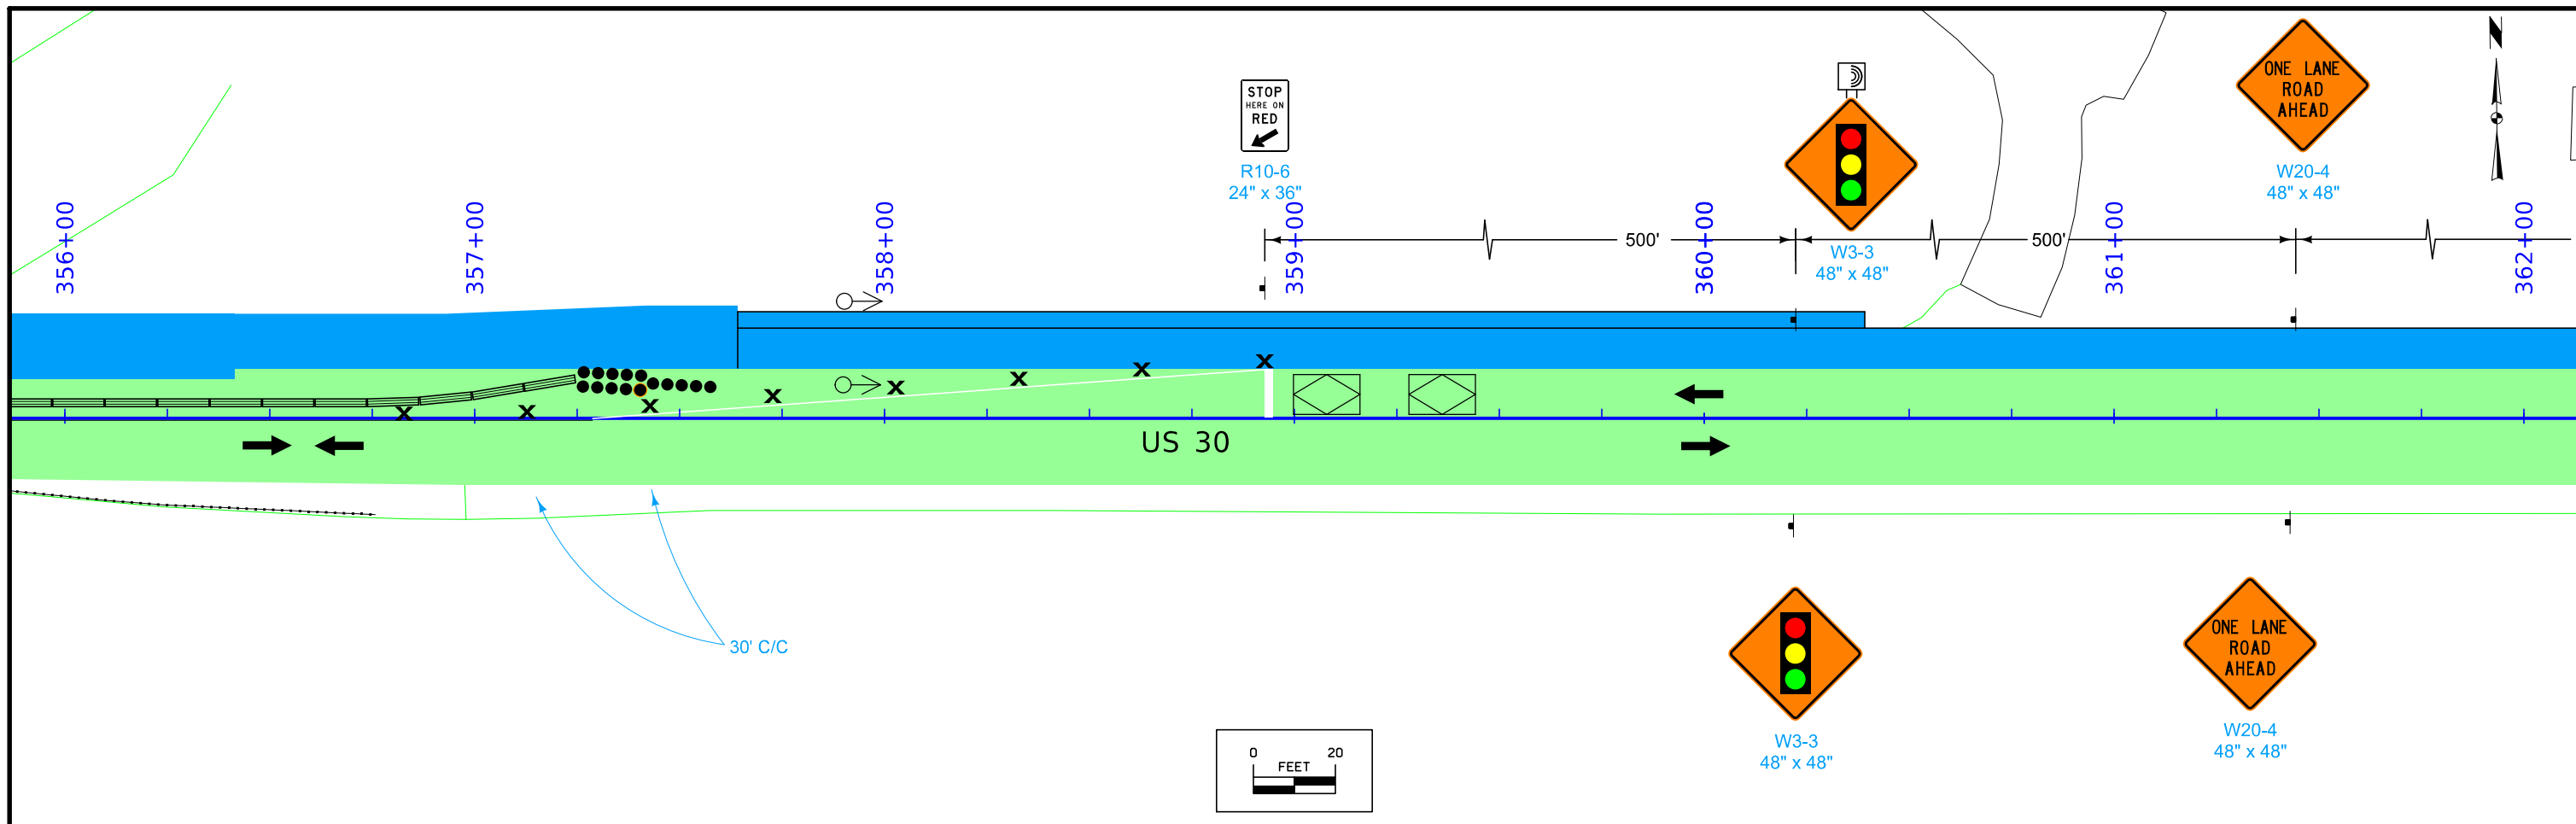 STOP
HERE ON
RED
R10-6
24" x 36"
W3-3
48" x 48"
ONE LANE
ROAD
AHEAD
W20-4
48" x 48"
N
356+00
357+00
358+00
359+00
360+00
361+00
362+00
500'
500'
US 30
30' C/C
W3-3
48" x 48"
ONE LANE
ROAD
AHEAD
W20-4
48" x 48"
0 20
FEET